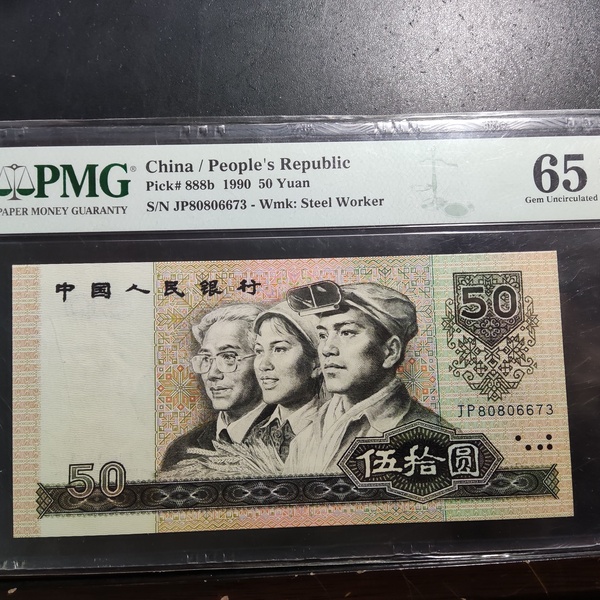 PMG®
PAPER MONEY GUARANTY
China / People's Republic
Pick# 888b 1990 50 Yuan
S/N JP80806673 - Wmk: Steel Worker
65
Gem Uncirculated
中国人民银行
50
JP80806673
伍拾圆
50